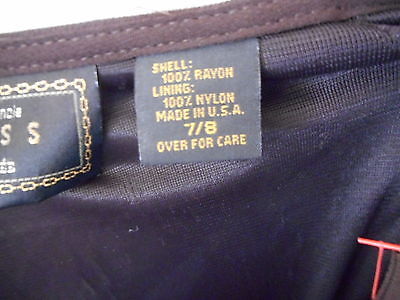 SHELL:
100% RAYON
LINING:
100% NYLON
MADE IN U.S.A.
7/8
OVER FOR CARE
S S